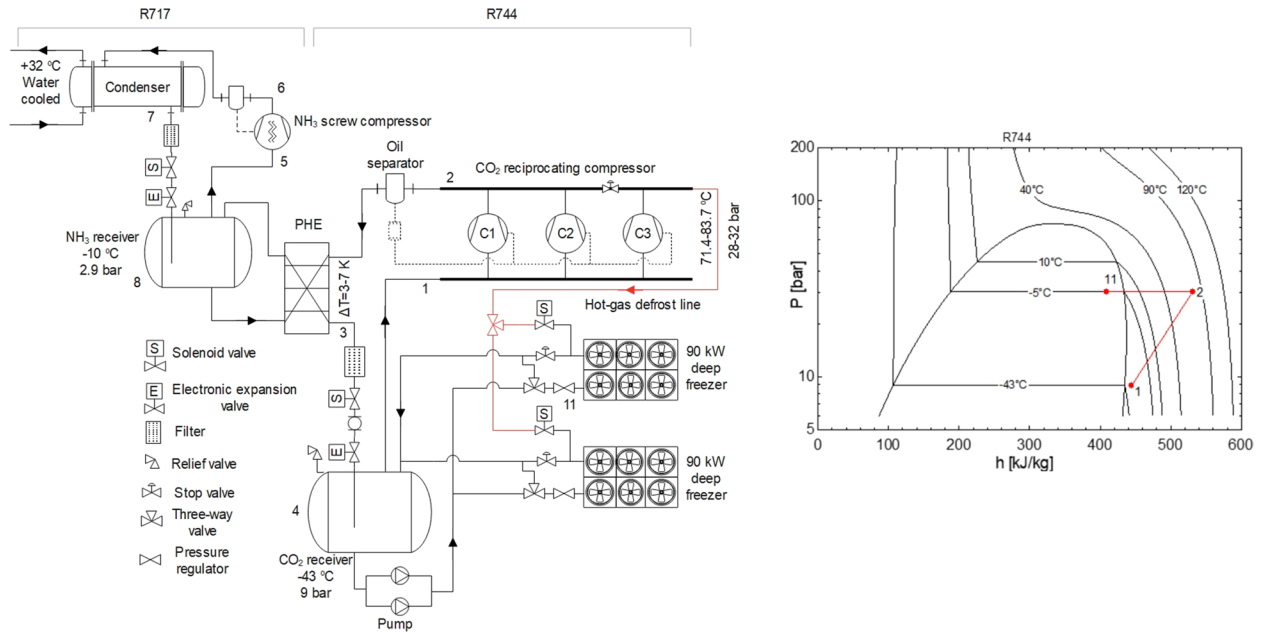 R717
R744
+32 ºC
Water
cooled
Condenser
6
7
NH₃ screw compressor
S
5
E
Oil
separator
CO₂ reciprocating compressor
2
C1
C2
C3
71.4-83.7 ºC
28-32 bar
NH₃ receiver
-10 ºC
2.9 bar
8
PHE
ΔT=3-7 K
1
Hot-gas defrost line
3
S
Solenoid valve
E
Electronic expansion
valve
Filter
Relief valve
Stop valve
Three-way
valve
Pressure
regulator
S
E
S
90 kW
deep
freezer
11
S
90 kW
deep
freezer
4
CO₂ receiver
-43 ºC
9 bar
Pump
R744
200
100
10
5
P [bar]
40°C
90°C
120°C
10°C
-5°C
-43°C
11
2
1
0
100
200
300
400
500
600
h [kJ/kg]